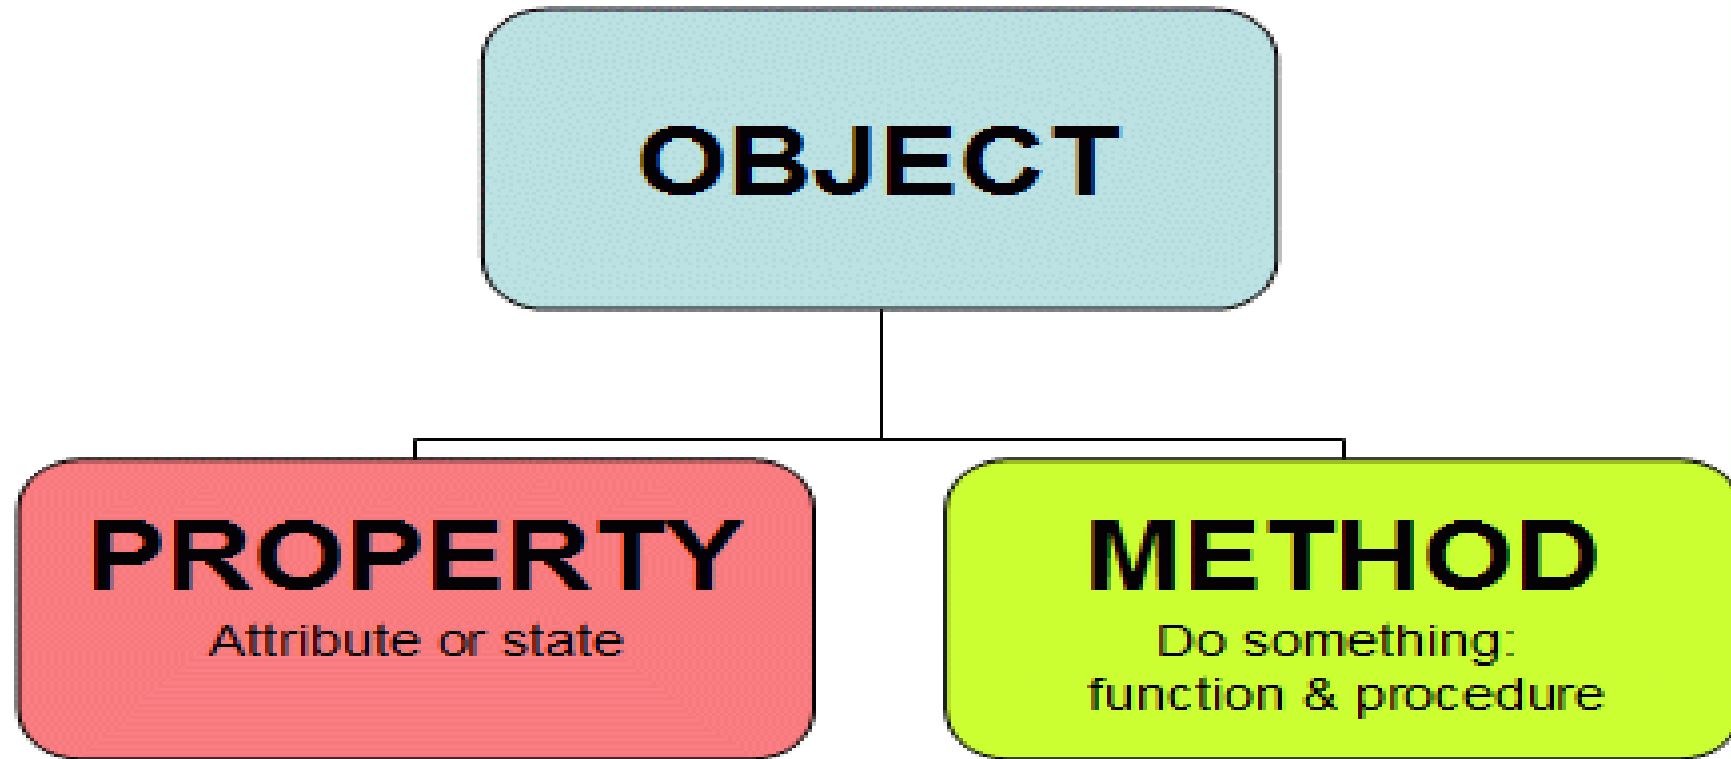 OBJECT
PROPERTY
Attribute or state
METHOD
Do something:
function & procedure